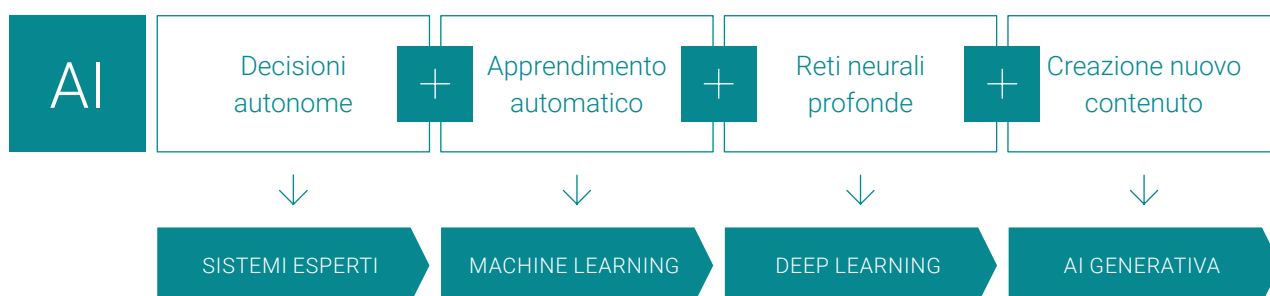 AI
Decisioni
autonome
+
Apprendimento
automatico
+
Reti neurali
profonde
+
Creazione nuovo
contenuto
SISTEMI ESPERTI
MACHINE LEARNING
DEEP LEARNING
AI GENERATIVA